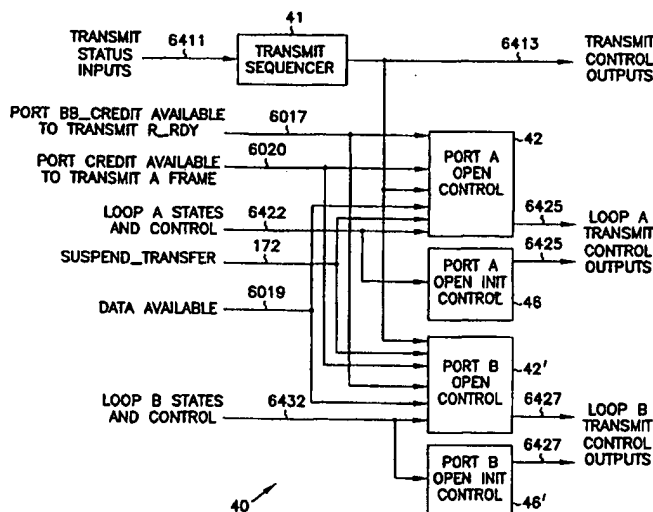 41
TRANSMIT
STATUS
INPUTS
6411
TRANSMIT
SEQUENCER
6413
TRANSMIT
CONTROL
OUTPUTS
PORT BB_CREDIT AVAILABLE
TO TRANSMIT R_RDY
6017
PORT CREDIT AVAILABLE
TO TRANSMIT A FRAME
6020
LOOP A STATES
AND CONTROL
6422
SUSPEND_TRANSFER
172
DATA AVAILABLE
6019
42
PORT A
OPEN
CONTROL
6425
LOOP A
TRANSMIT
CONTROL
OUTPUTS
6425
PORT A
OPEN INIT
CONTROL
46
PORT B
OPEN
CONTROL
42'
LOOP B STATES
AND CONTROL
6432
6427
LOOP B
TRANSMIT
CONTROL
OUTPUTS
6427
PORT B
OPEN INIT
CONTROL
46'
40